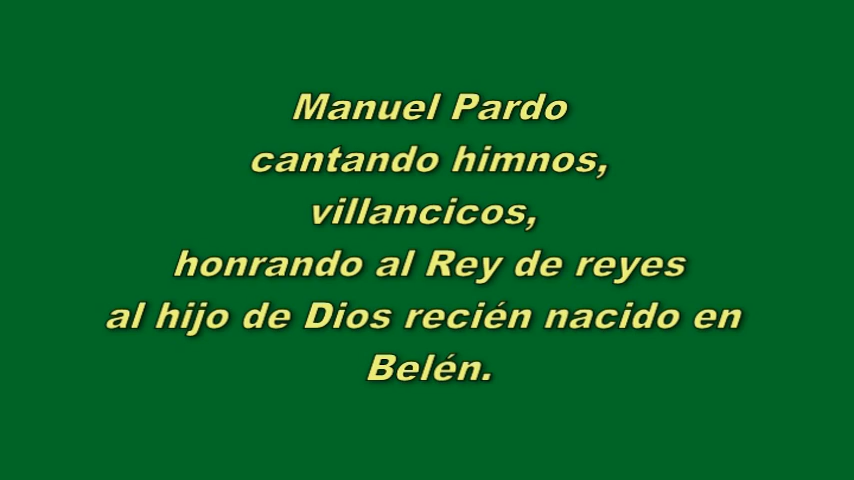 Manuel Pardo
cantando himnos,
villancicos,
honrando al Rey de reyes
al hijo de Dios recién nacido en
Belén.